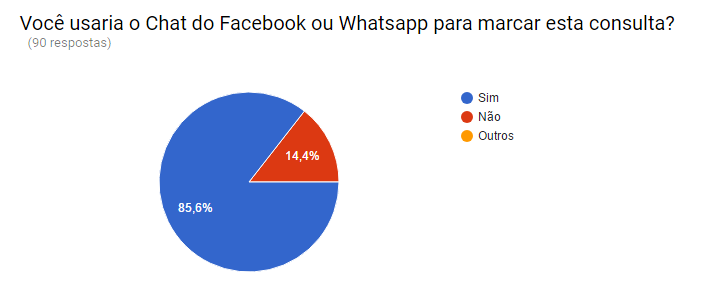 Você usaria o Chat do Facebook ou Whatsapp para marcar esta consulta?
(90 respostas)
Sim
Não
Outros
14,4%
85,6%